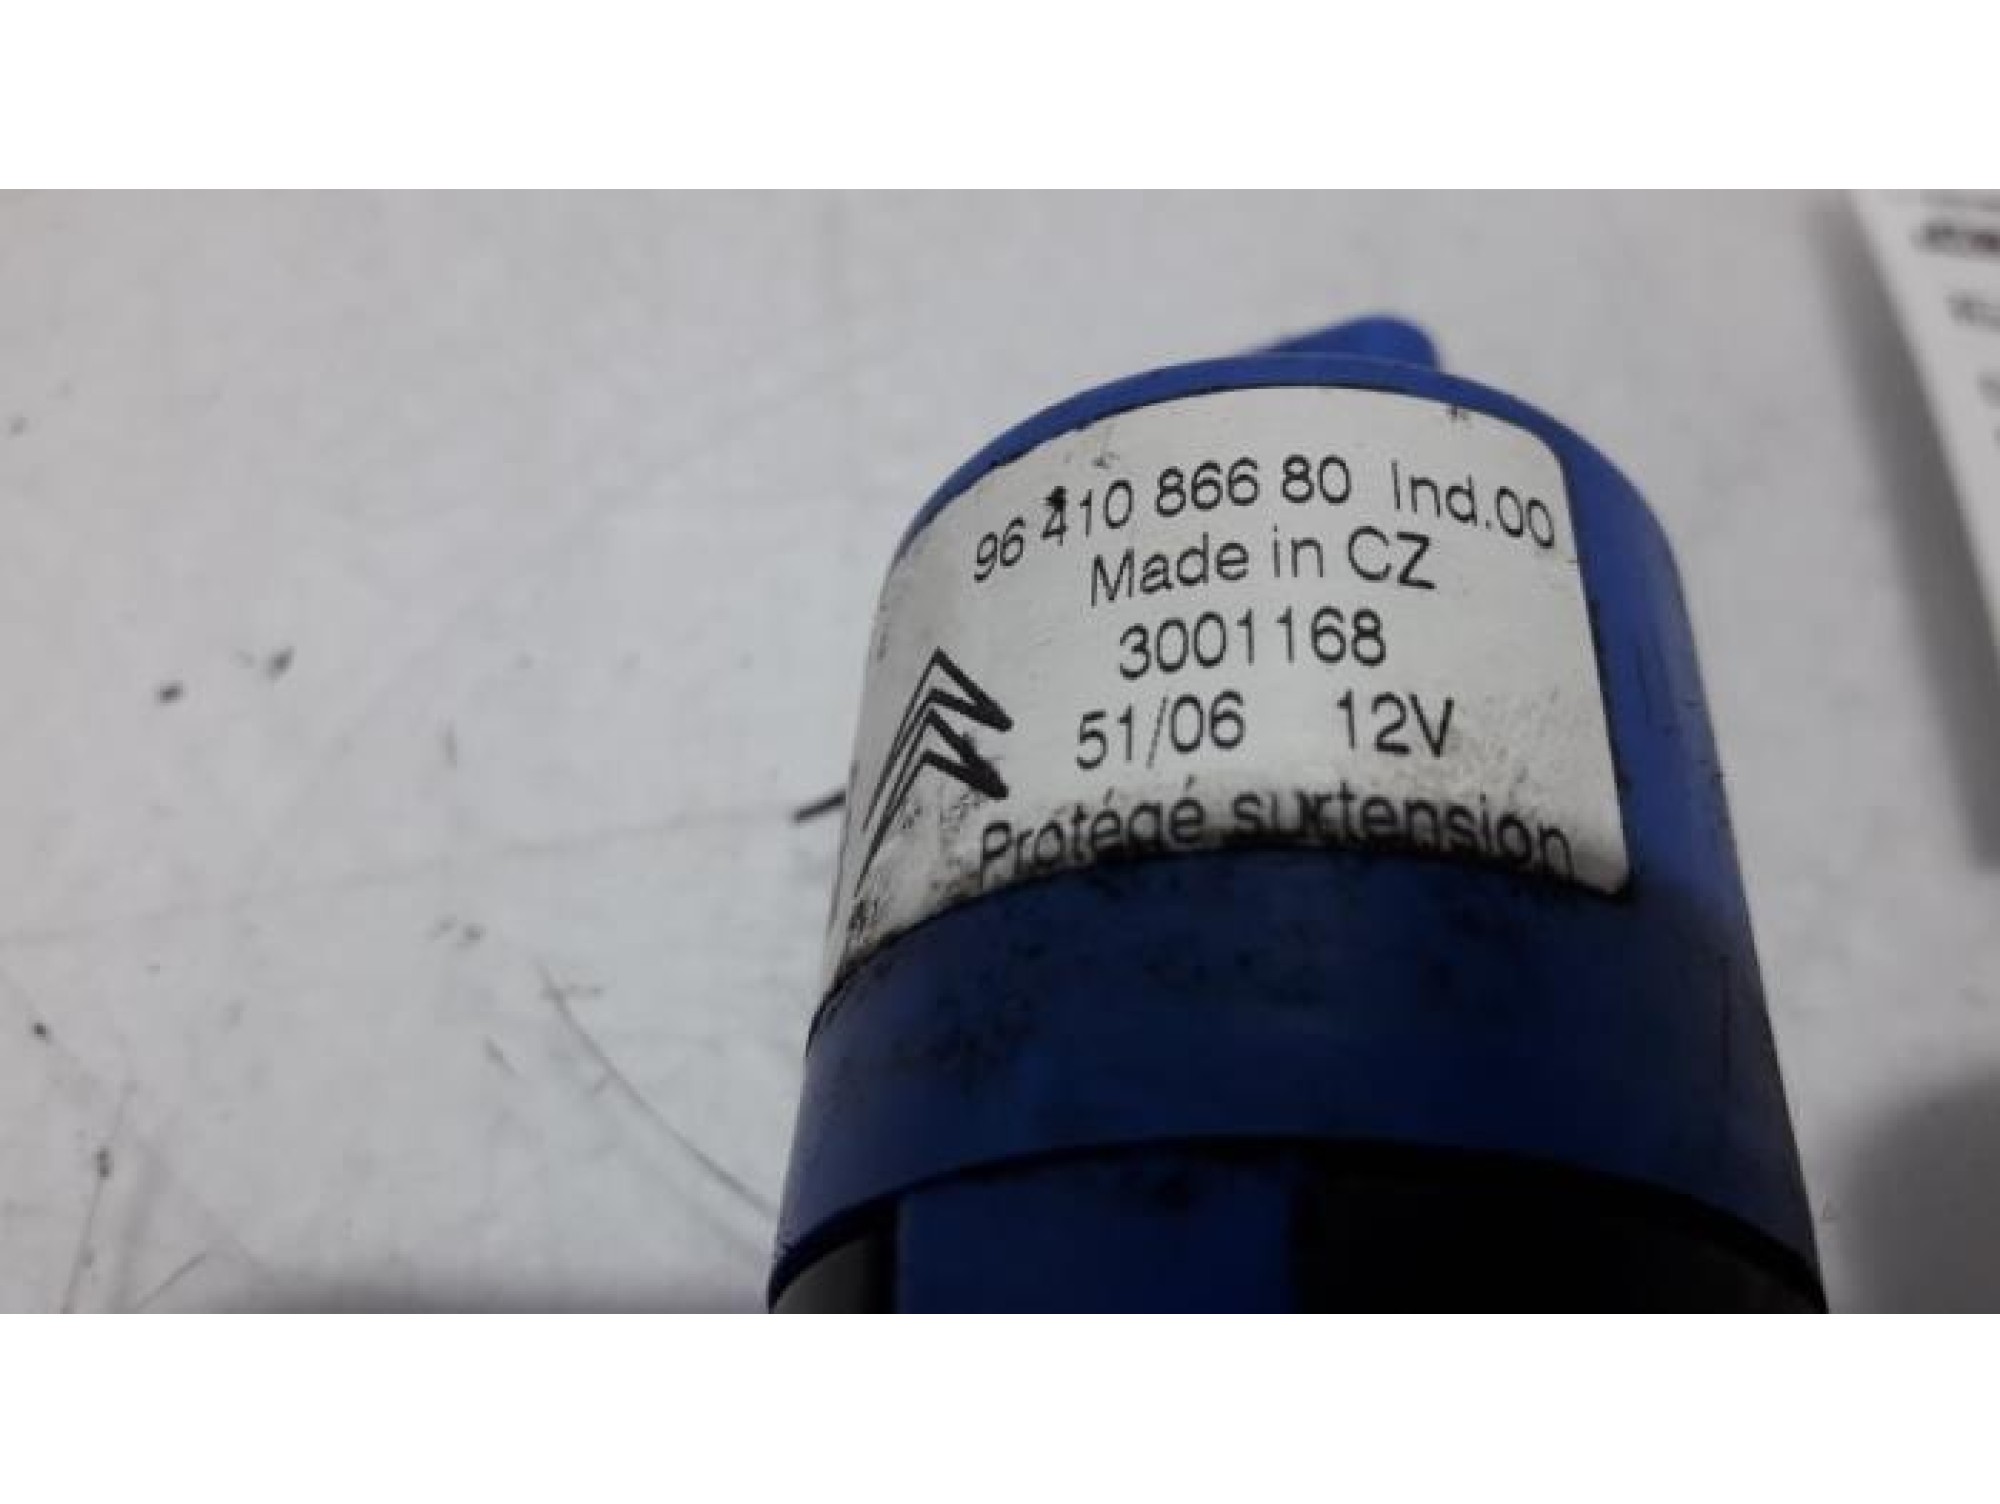 96 410 866 80 Ind.00
Made in CZ
3001168
51/06 12V
Protégé surtension